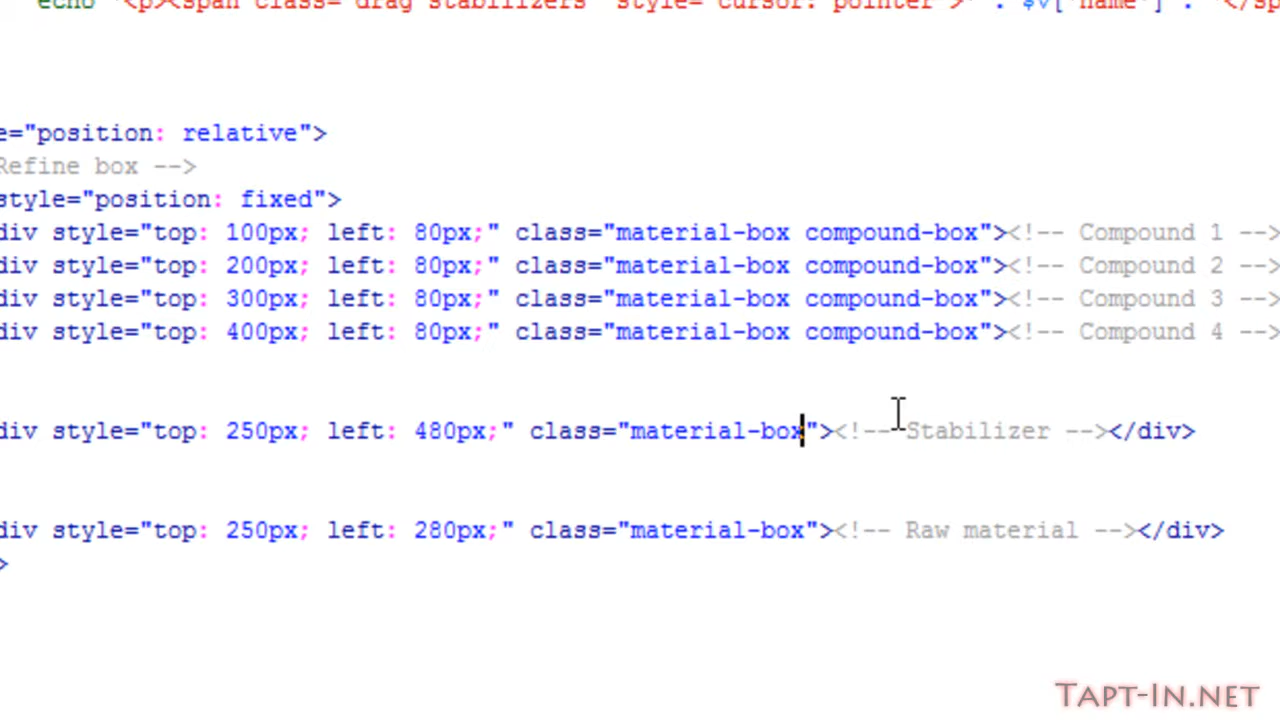 echo '<p><span class="drag stabilizers" style="cursor: pointer">' . $v['name'] . '</sp
e="position: relative">
Refine box -->
style="position: fixed">
div style="top: 100px; left: 80px;" class="material-box compound-box"><!-- Compound 1 -->
div style="top: 200px; left: 80px;" class="material-box compound-box"><!-- Compound 2 -->
div style="top: 300px; left: 80px;" class="material-box compound-box"><!-- Compound 3 -->
div style="top: 400px; left: 80px;" class="material-box compound-box"><!-- Compound 4 -->
div style="top: 250px; left: 480px;" class="material-box"><!-- Stabilizer --></div>
div style="top: 250px; left: 280px;" class="material-box"><!-- Raw material --></div>
>
TAPT-IN.NET